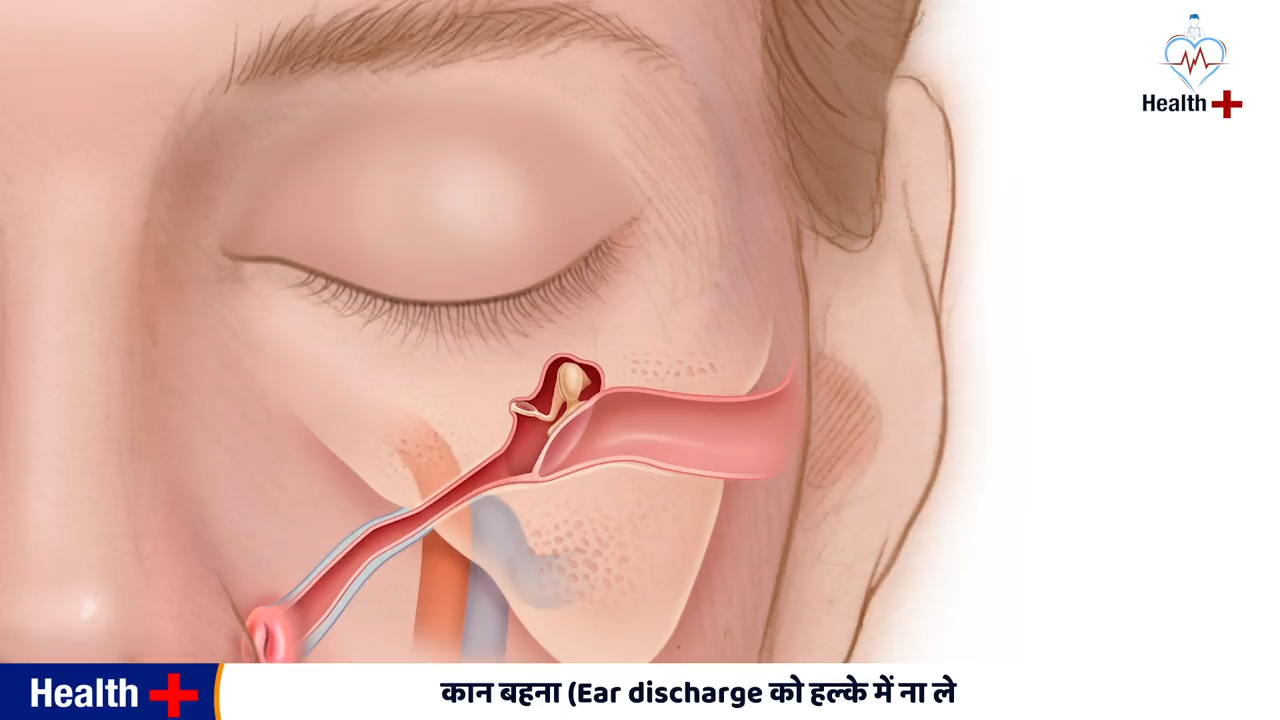 Health
Health
कान बहना (Ear discharge को हल्के में ना ले